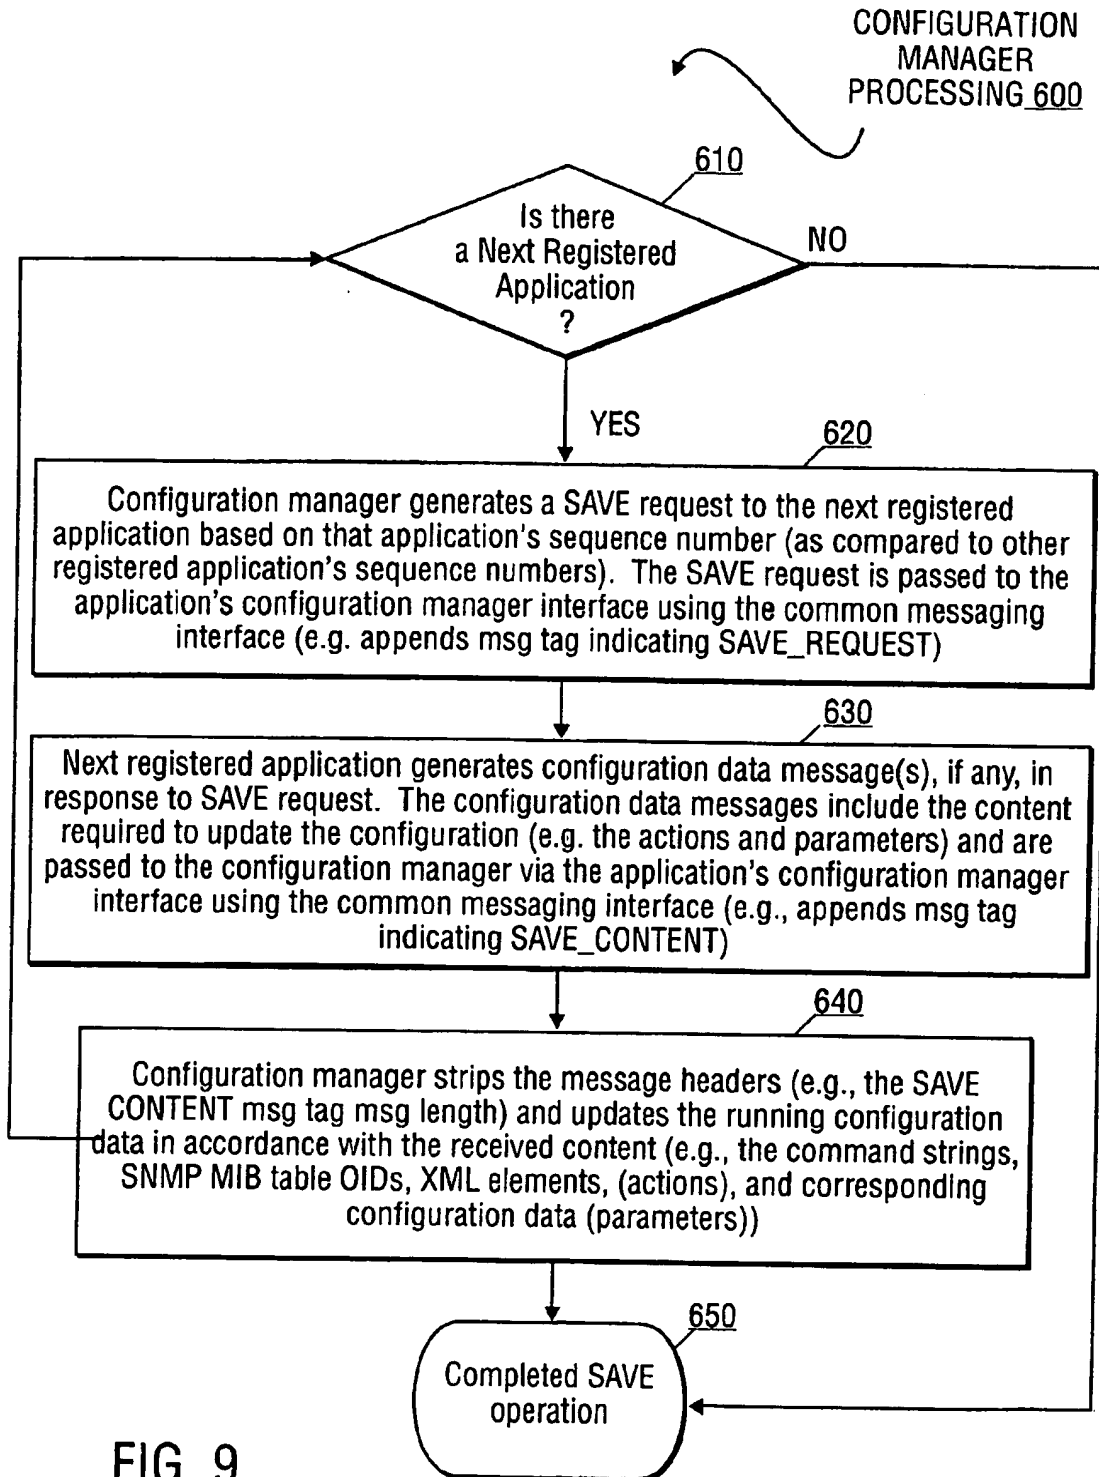 CONFIGURATION
MANAGER
PROCESSING 600
610
Is there
a Next Registered
Application
?
NO
YES
620
Configuration manager generates a SAVE request to the next registered
application based on that application's sequence number (as compared to other
registered application's sequence numbers). The SAVE request is passed to the
application's configuration manager interface using the common messaging
interface (e.g. appends msg tag indicating SAVE_REQUEST)
630
Next registered application generates configuration data message(s), if any, in
response to SAVE request. The configuration data messages include the content
required to update the configuration (e.g. the actions and parameters) and are
passed to the configuration manager via the application's configuration manager
interface using the common messaging interface (e.g., appends msg tag
indicating SAVE_CONTENT)
640
Configuration manager strips the message headers (e.g., the SAVE
CONTENT msg tag msg length) and updates the running configuration
data in accordance with the received content (e.g., the command strings,
SNMP MIB table OIDs, XML elements, (actions), and corresponding
configuration data (parameters))
650
Completed SAVE
operation
FIG. 9